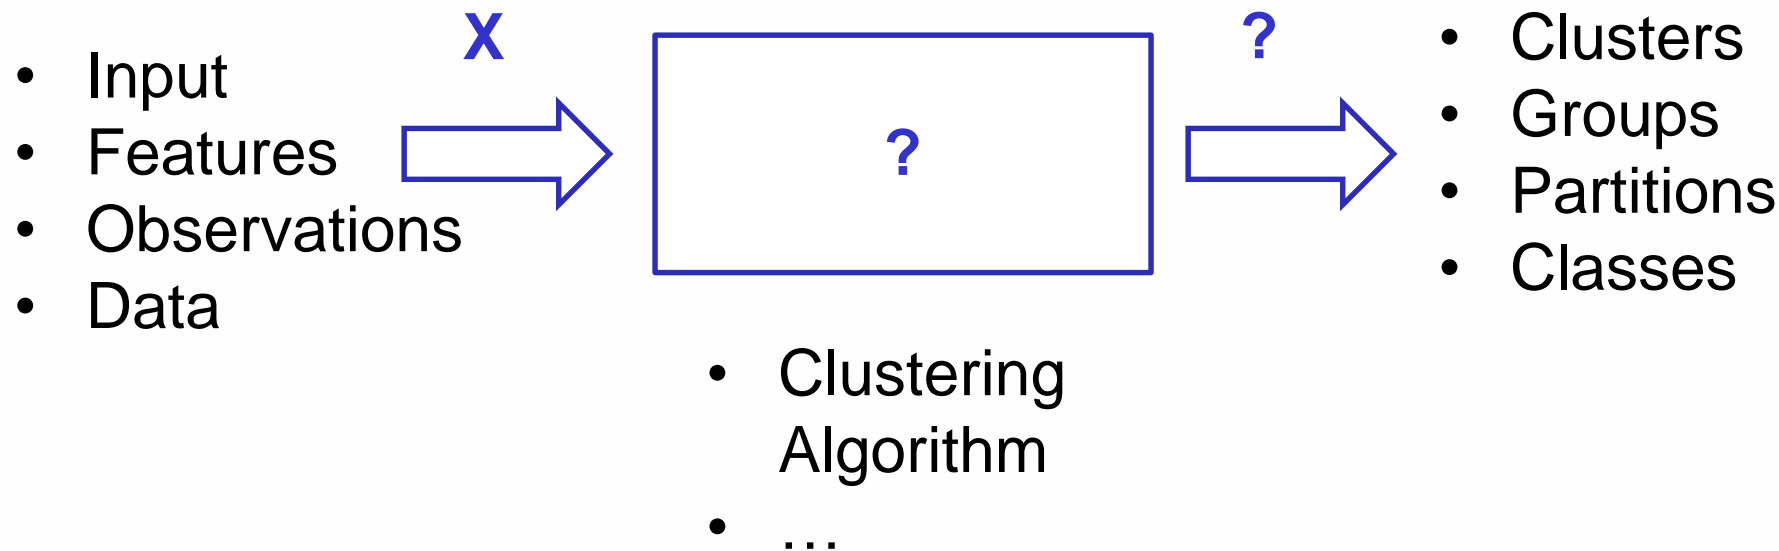 X
• Input
• Features
• Observations
• Data
?
• Clustering
Algorithm
• …
?
• Clusters
• Groups
• Partitions
• Classes